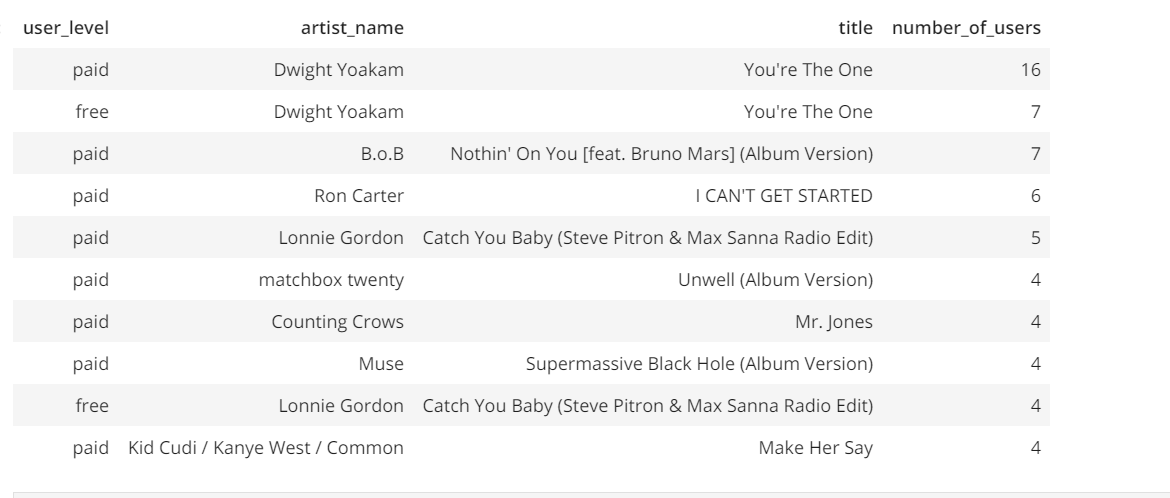 user_level artist_name title number_of_users
paid Dwight Yoakam You're The One 16
free Dwight Yoakam You're The One 7
paid B.o.B Nothin' On You [feat. Bruno Mars] (Album Version) 7
paid Ron Carter I CAN'T GET STARTED 6
paid Lonnie Gordon Catch You Baby (Steve Pitron & Max Sanna Radio Edit) 5
paid matchbox twenty Unwell (Album Version) 4
paid Counting Crows Mr. Jones 4
paid Muse Supermassive Black Hole (Album Version) 4
free Lonnie Gordon Catch You Baby (Steve Pitron & Max Sanna Radio Edit) 4
paid Kid Cudi / Kanye West / Common Make Her Say 4